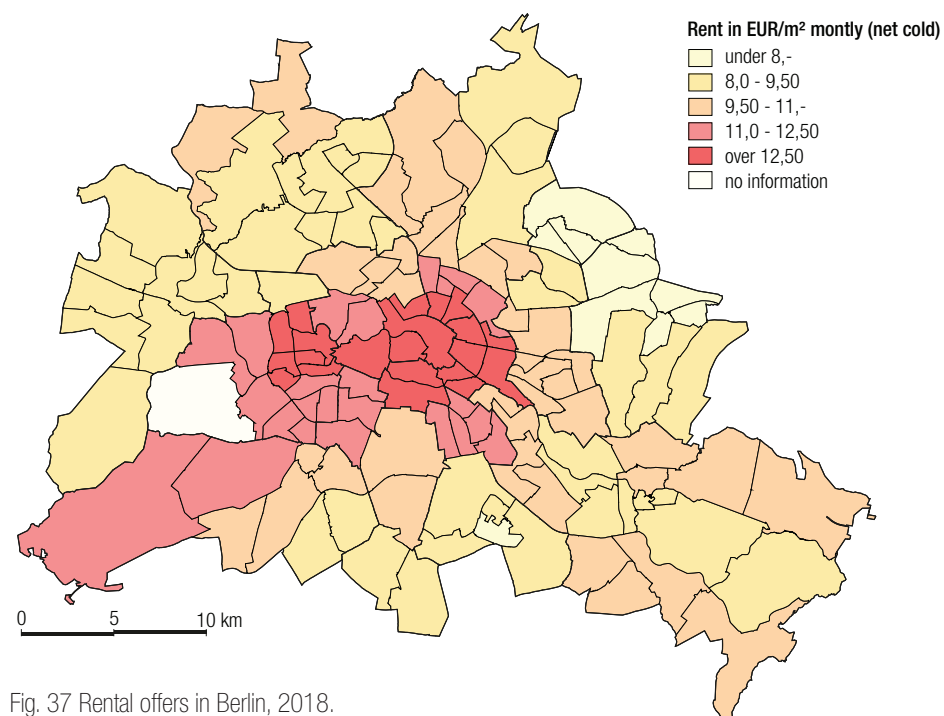 Rent in EUR/m² montly (net cold)
under 8,-
8,0 - 9,50
9,50 - 11,-
11,0 - 12,50
over 12,50
no information
0 5 10 km
Fig. 37 Rental offers in Berlin, 2018.